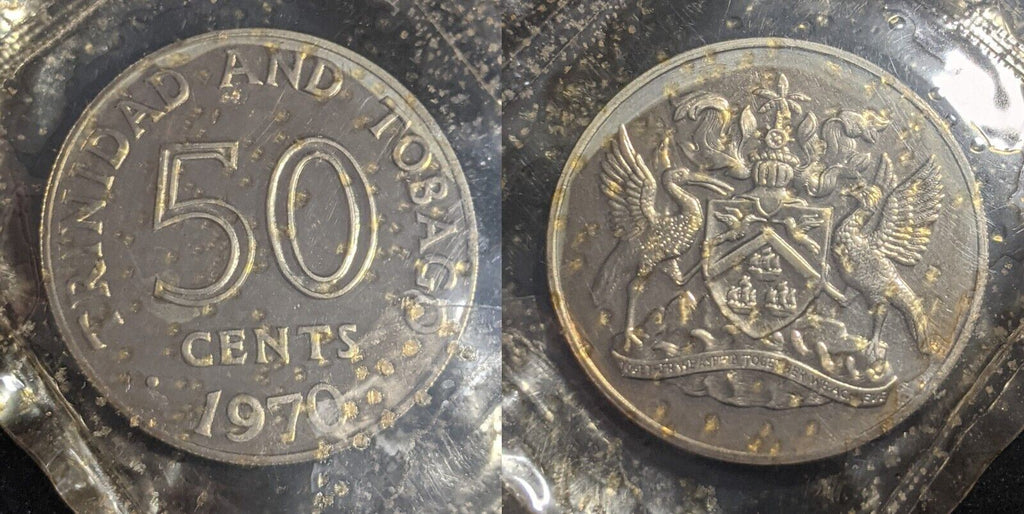 TRINIDAD AND TOBAGO
50
CENTS
1970